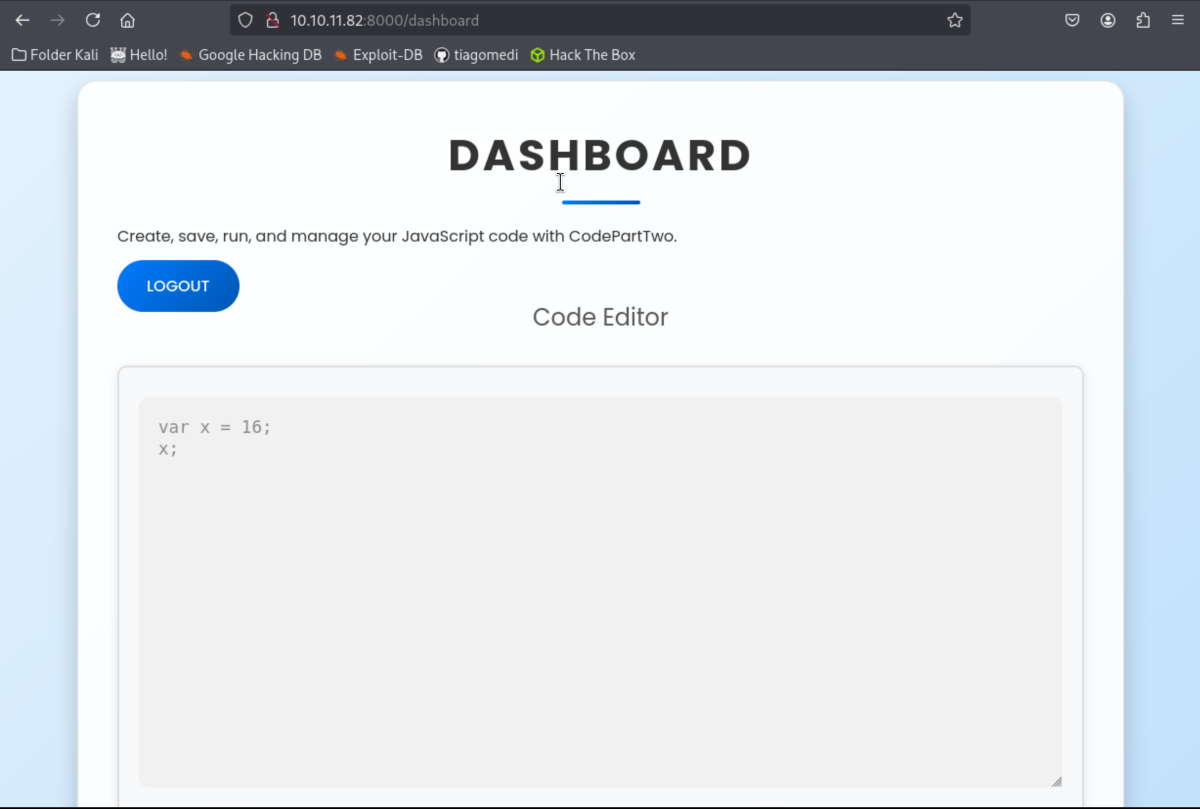 10.10.11.82:8000/dashboard
Folder Kali Hello! Google Hacking DB Exploit-DB tiagomedi Hack The Box
DASHBOARD
Create, save, run, and manage your JavaScript code with CodePartTwo.
LOGOUT
Code Editor
var x = 16;
x;